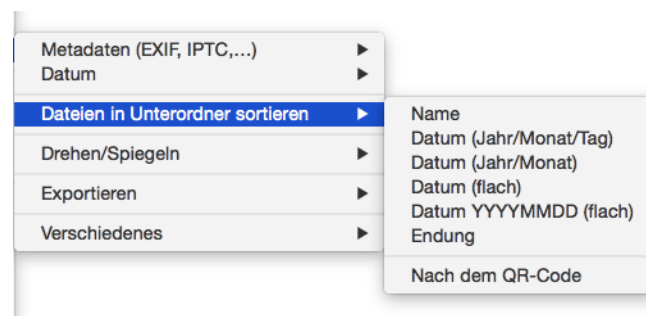 Metadaten (EXIF, IPTC,...)
Datum
Dateien in Unterordner sortieren
Drehen/Spiegeln
Exportieren
Verschiedenes
Name
Datum (Jahr/Monat/Tag)
Datum (Jahr/Monat)
Datum (flach)
Datum YYYYMMDD (flach)
Endung
Nach dem QR-Code